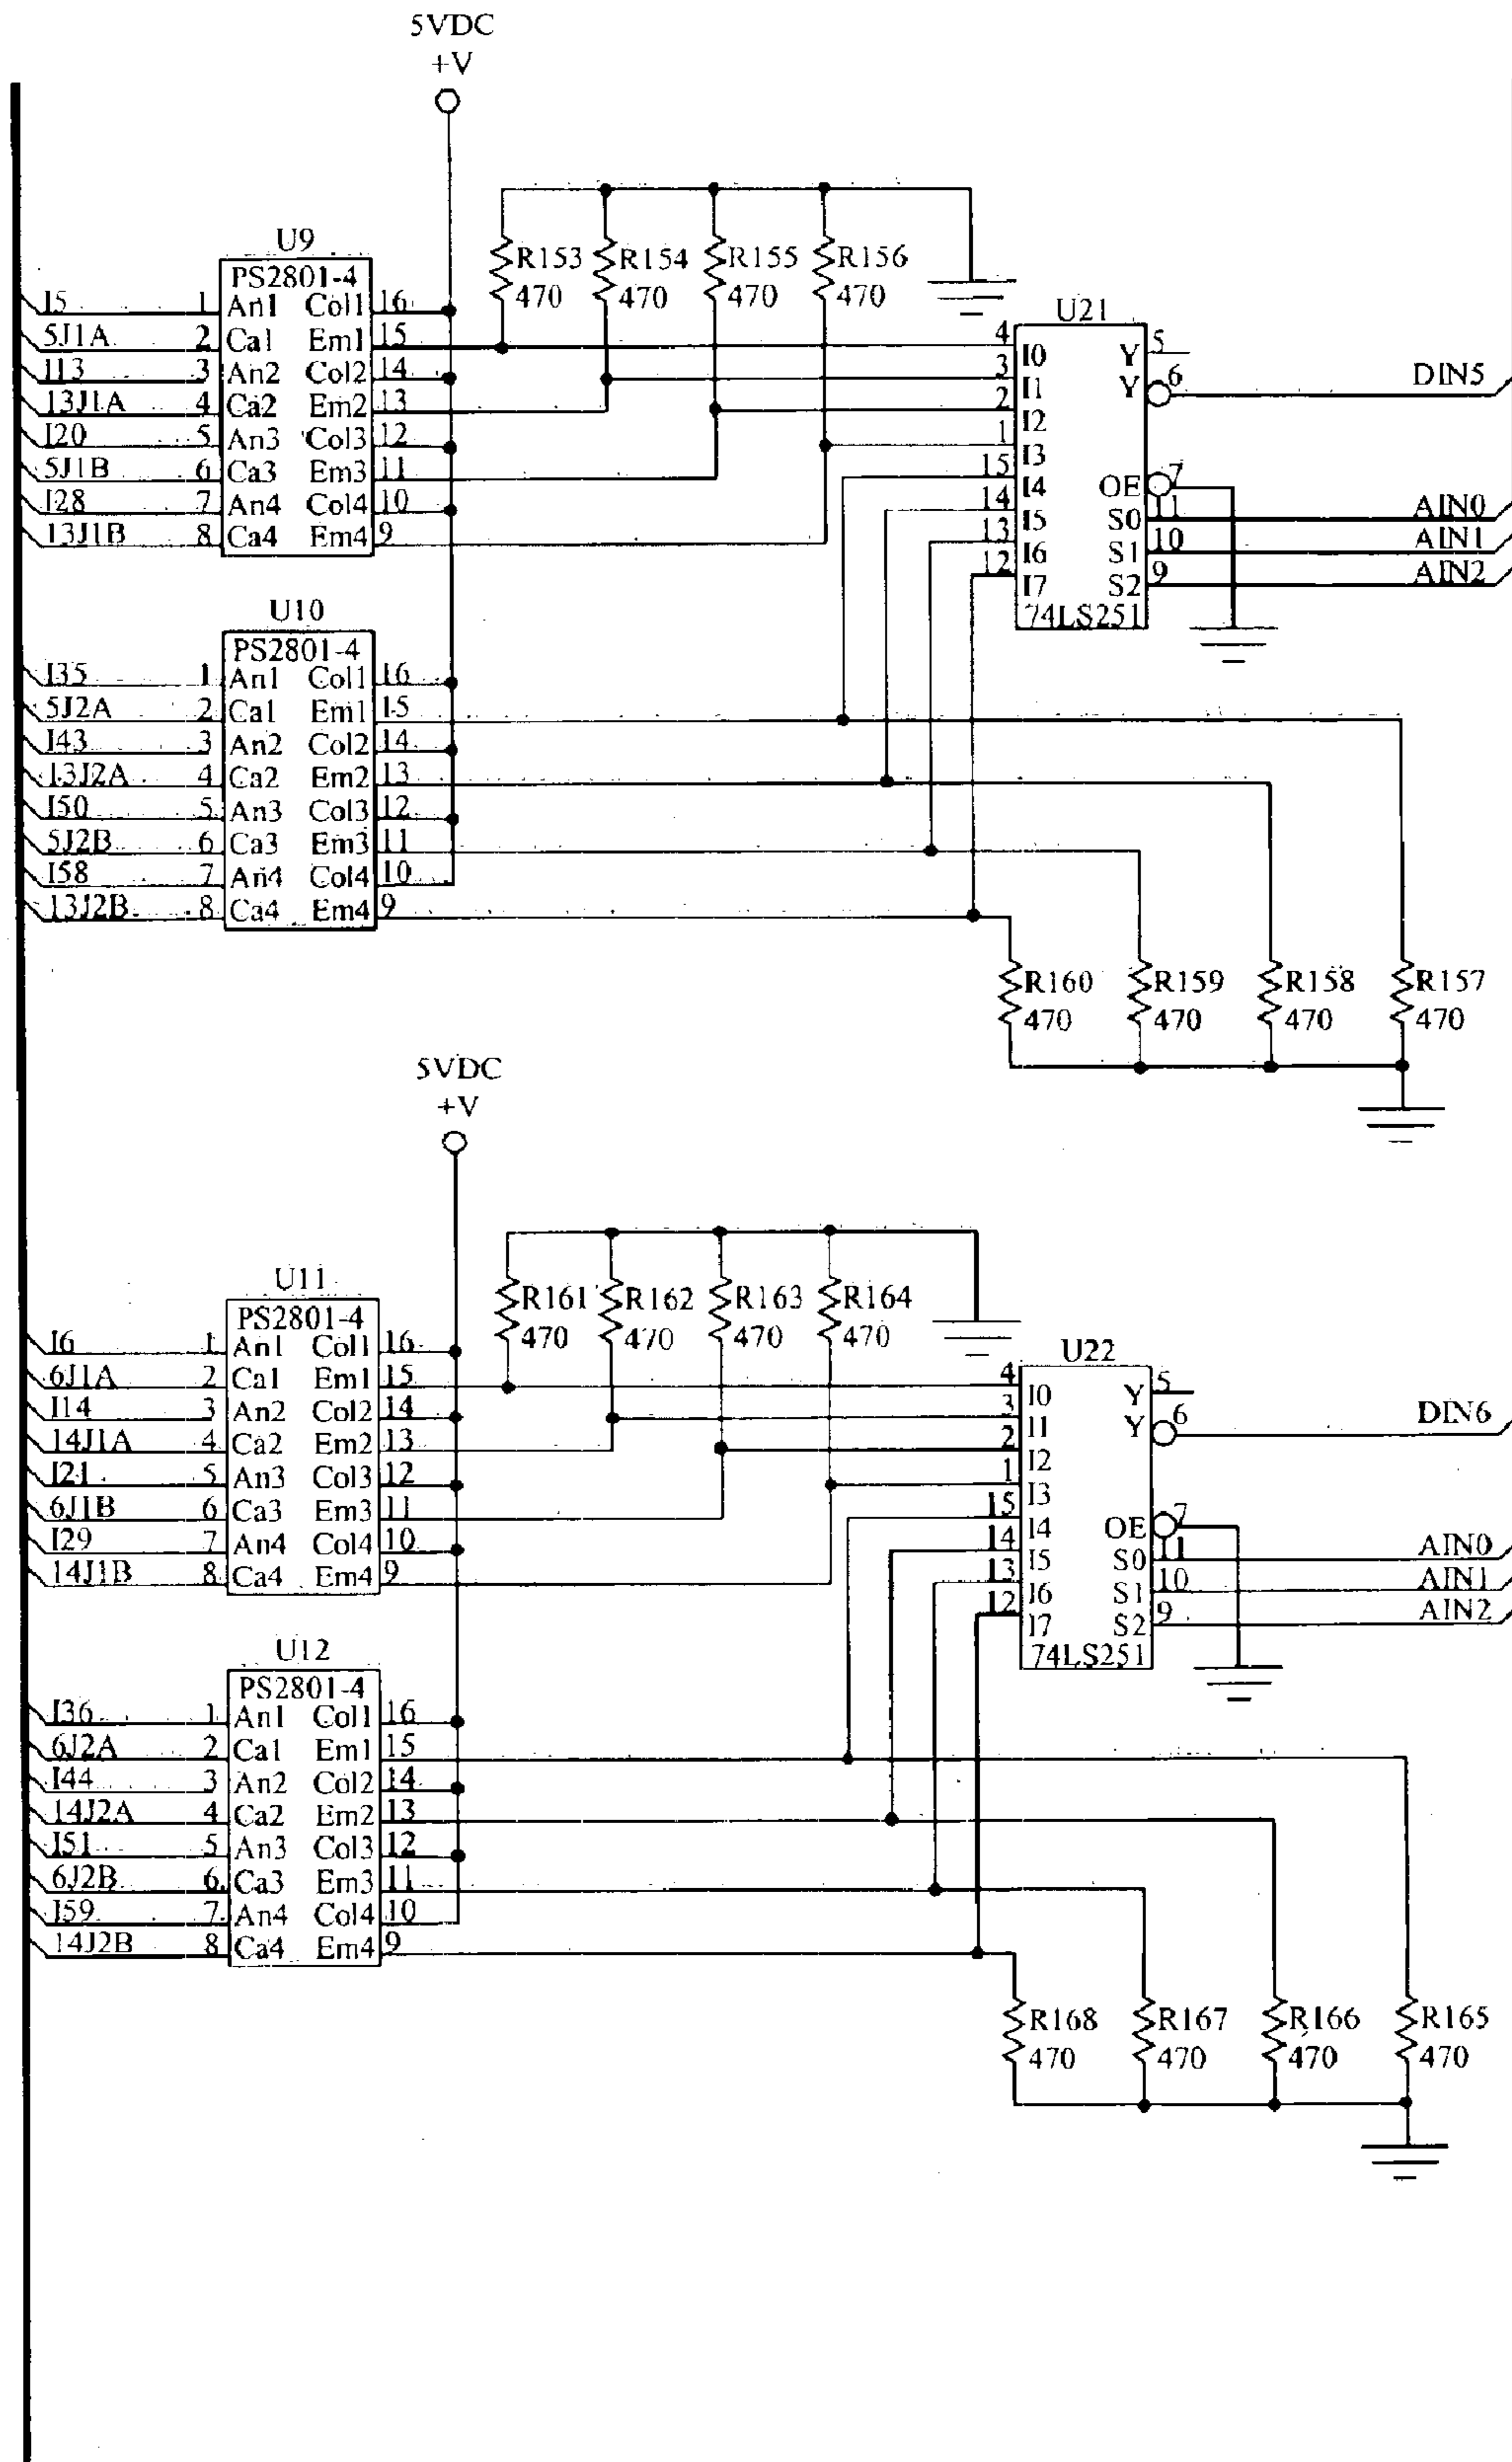 5VDC
+V
U9
PS2801-4
I5 1 An1 Col1 16
5J1A 2 Ca1 Em1 15
I13 3 An2 Col2 14
13J1A 4 Ca2 Em2 13
I20 5 An3 Col3 12
5J1B 6 Ca3 Em3 11
I28 7 An4 Col4 10
13J1B 8 Ca4 Em4 9
R153 R154 R155 R156
470 470 470 470
U21
4 I0 Y 5
3 I1 Y 6 DIN5
2 I2
1 I3
15 I4 OE 7
14 I5 S0 11 AIN0
13 I6 S1 10 AIN1
12 I7 S2 9 AIN2
74LS251
U10
PS2801-4
I35 1 An1 Col1 16
5J2A 2 Ca1 Em1 15
I43 3 An2 Col2 14
13J2A 4 Ca2 Em2 13
I50 5 An3 Col3 12
5J2B 6 Ca3 Em3 11
I58 7 An4 Col4 10
13J2B 8 Ca4 Em4 9
R160 R159 R158 R157
470 470 470 470
5VDC
+V
U11
PS2801-4
I6 1 An1 Col1 16
6J1A 2 Ca1 Em1 15
I14 3 An2 Col2 14
14J1A 4 Ca2 Em2 13
I21 5 An3 Col3 12
6J1B 6 Ca3 Em3 11
I29 7 An4 Col4 10
14J1B 8 Ca4 Em4 9
R161 R162 R163 R164
470 470 470 470
U22
4 I0 Y 5
3 I1 Y 6 DIN6
2 I2
1 I3
15 I4 OE 7
14 I5 S0 11 AIN0
13 I6 S1 10 AIN1
12 I7 S2 9 AIN2
74LS251
U12
PS2801-4
I36 1 An1 Col1 16
6J2A 2 Ca1 Em1 15
I44 3 An2 Col2 14
14J2A 4 Ca2 Em2 13
I51 5 An3 Col3 12
6J2B 6 Ca3 Em3 11
I59 7 An4 Col4 10
14J2B 8 Ca4 Em4 9
R168 R167 R166 R165
470 470 470 470